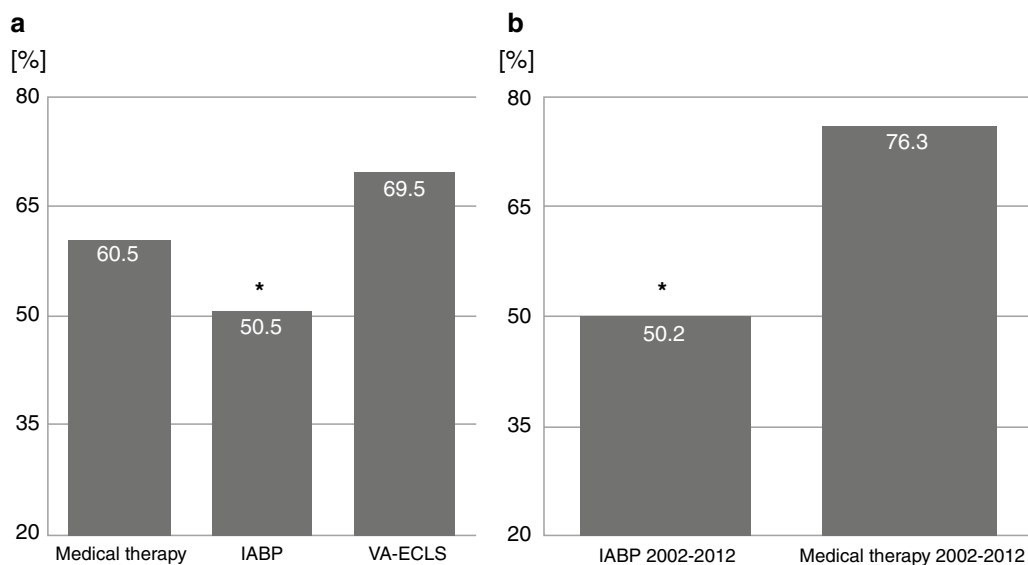 a
[%]
80
65
50
35
20
60.5
*
50.5
69.5
Medical therapy
IABP
VA-ECLS
b
[%]
80
65
50
35
20
*
50.2
76.3
IABP 2002-2012
Medical therapy 2002-2012